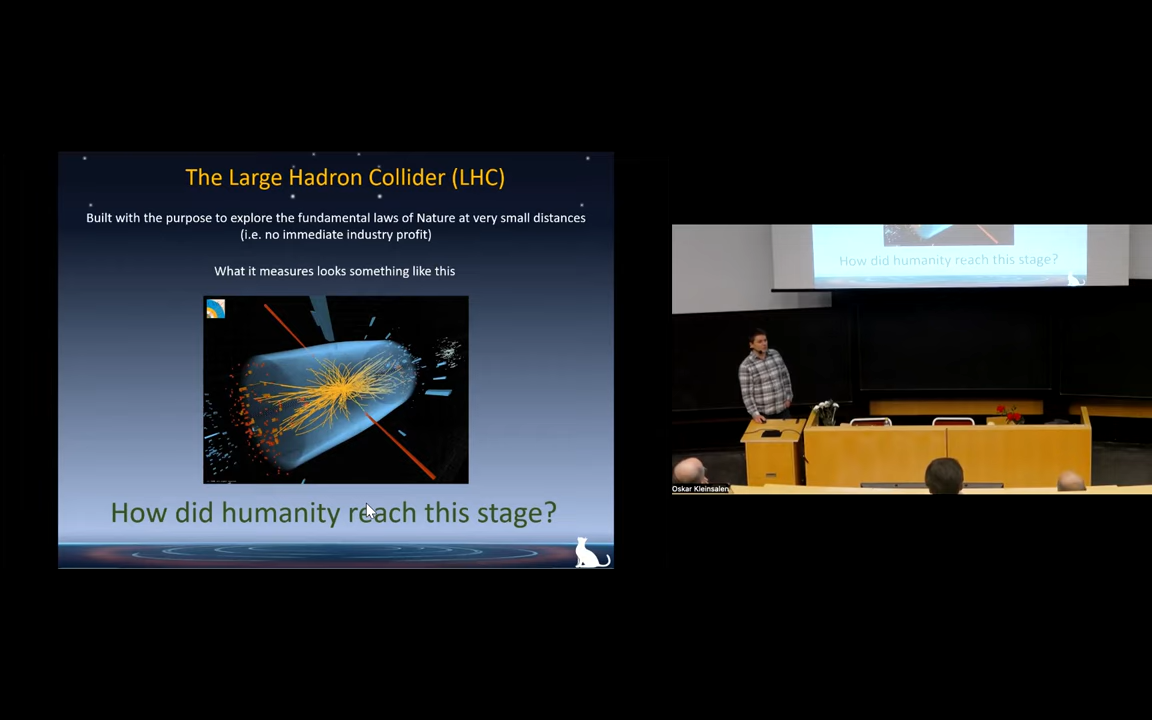 The Large Hadron Collider (LHC)
Built with the purpose to explore the fundamental laws of Nature at very small distances
(i.e. no immediate industry profit)
What it measures looks something like this
How did humanity reach this stage?
How did humanity reach this stage?
Oskar Kleinsalen